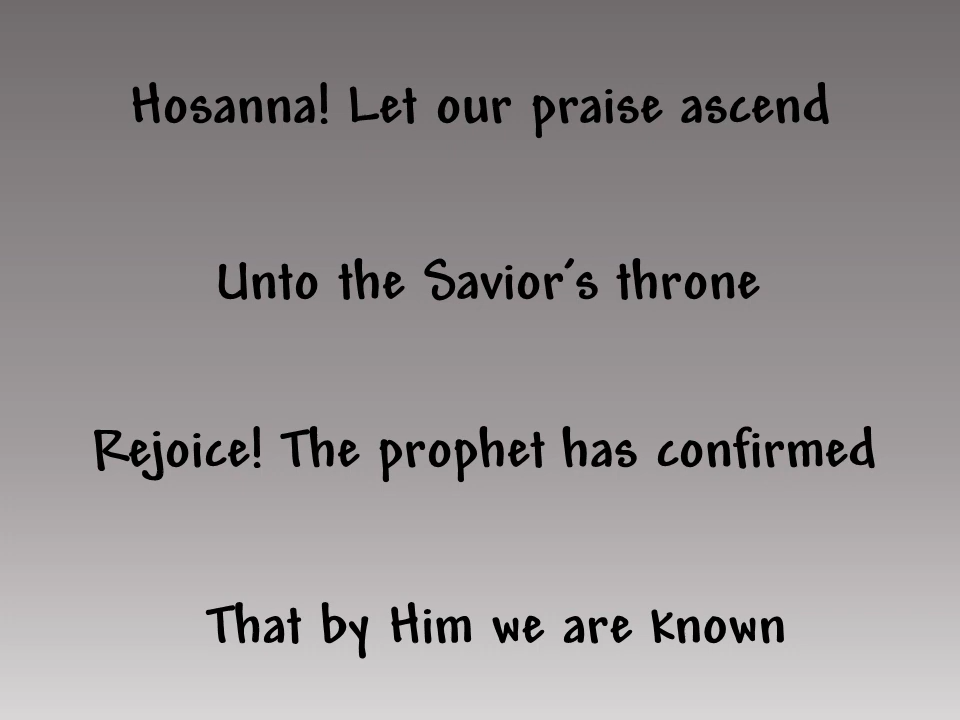 Hosanna! Let our praise ascend
Unto the Savior's throne
Rejoice! The prophet has confirmed
That by Him we are known